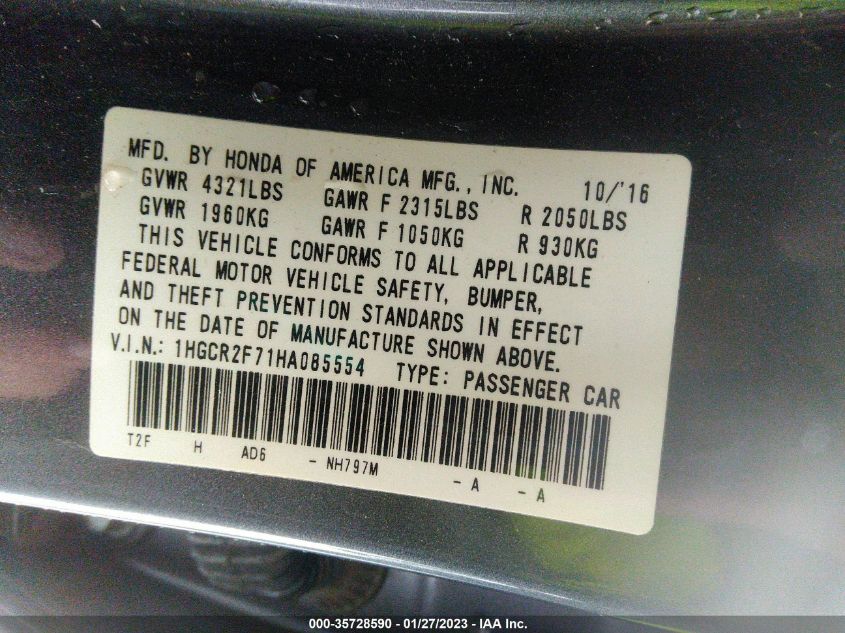 MFD. BY HONDA OF AMERICA MFG., INC. 10/'16
GVWR 4321LBS GAWR F 2315LBS R 2050LBS
GVWR 1960KG GAWR F 1050KG R 930KG
THIS VEHICLE CONFORMS TO ALL APPLICABLE
FEDERAL MOTOR VEHICLE SAFETY, BUMPER,
AND THEFT PREVENTION STANDARDS IN EFFECT
ON THE DATE OF MANUFACTURE SHOWN ABOVE.
V.I.N.: 1HGCR2F71HA085554 TYPE: PASSENGER CAR
T2F H AD6 - NH797M - A - A
000-35728590 - 01/27/2023 - IAA Inc.